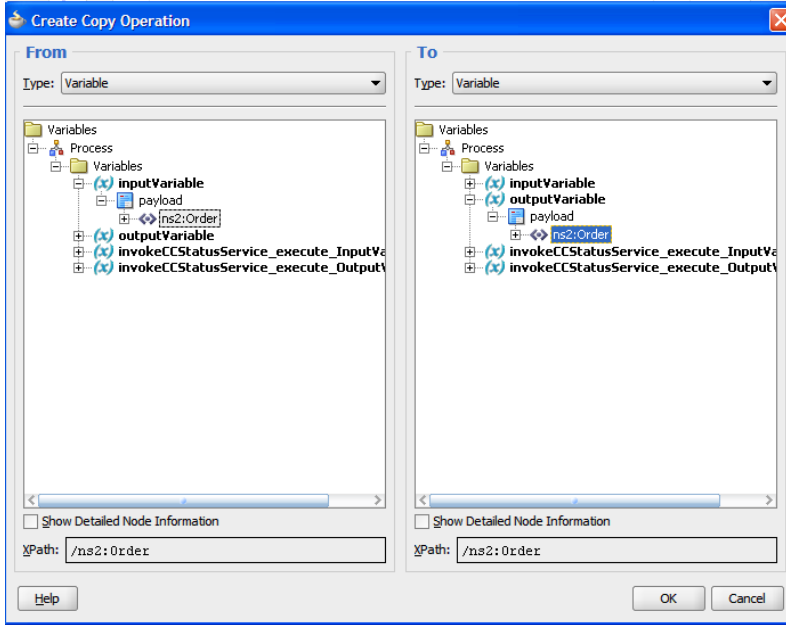 Create Copy Operation
From
Type: Variable
Variables
Process
Variables
(x) inputVariable
payload
ns2:Order
(x) outputVariable
(x) invokeCCStatusService_execute_InputVa
(x) invokeCCStatusService_execute_OutputV
Show Detailed Node Information
XPath: /ns2:Order
To
Type: Variable
Variables
Process
Variables
(x) inputVariable
(x) outputVariable
payload
ns2:Order
(x) invokeCCStatusService_execute_InputVa
(x) invokeCCStatusService_execute_OutputV
Show Detailed Node Information
XPath: /ns2:Order
Help
OK
Cancel